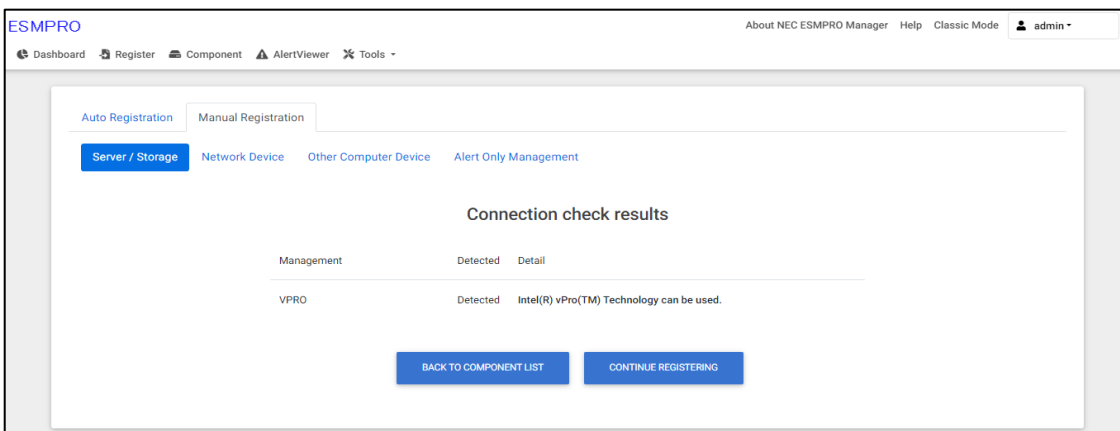 ESMPRO
About NEC ESMPRO Manager Help Classic Mode admin
Dashboard Register Component AlertViewer Tools
Auto Registration Manual Registration
Server / Storage Network Device Other Computer Device Alert Only Management
Connection check results
Management Detected Detail
VPRO Detected Intel(R) vPro(TM) Technology can be used.
BACK TO COMPONENT LIST CONTINUE REGISTERING